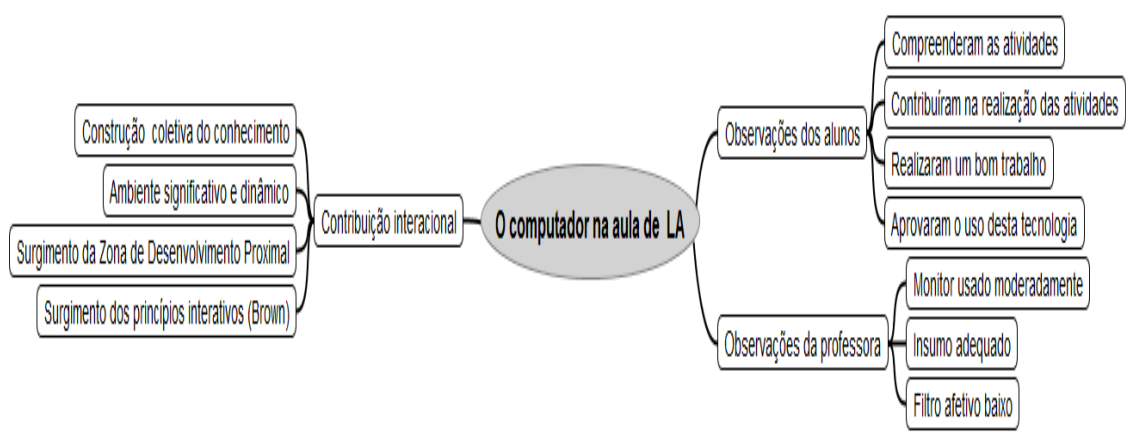 O computador na aula de LA
Contribuição interacional
Construção coletiva do conhecimento
Ambiente significativo e dinâmico
Surgimento da Zona de Desenvolvimento Proximal
Surgimento dos princípios interativos (Brown)
Observações dos alunos
Compreenderam as atividades
Contribuíram na realização das atividades
Realizaram um bom trabalho
Aprovaram o uso desta tecnologia
Observações da professora
Monitor usado moderadamente
Insumo adequado
Filtro afetivo baixo